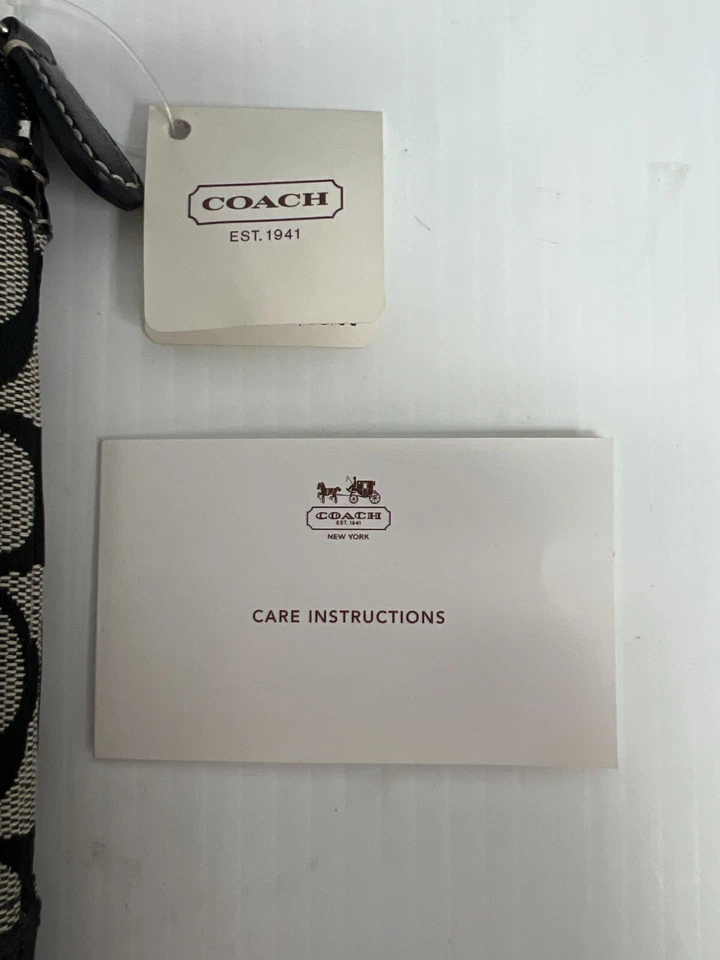 COACH
EST. 1941
COACH
EST. 1941
NEW YORK
CARE INSTRUCTIONS